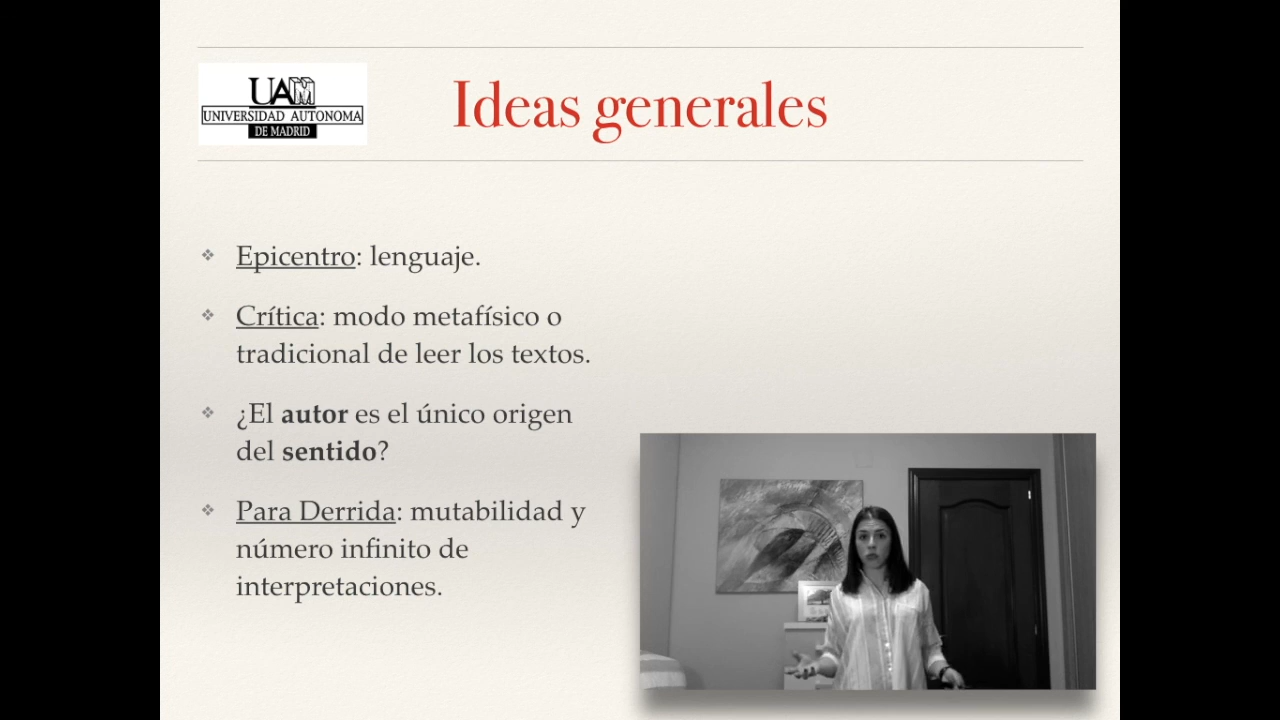 UAM
UNIVERSIDAD AUTONOMA
DE MADRID
Ideas generales
Epicentro: lenguaje.
Crítica: modo metafísico o
tradicional de leer los textos.
¿El autor es el único origen
del sentido?
Para Derrida: mutabilidad y
número infinito de
interpretaciones.